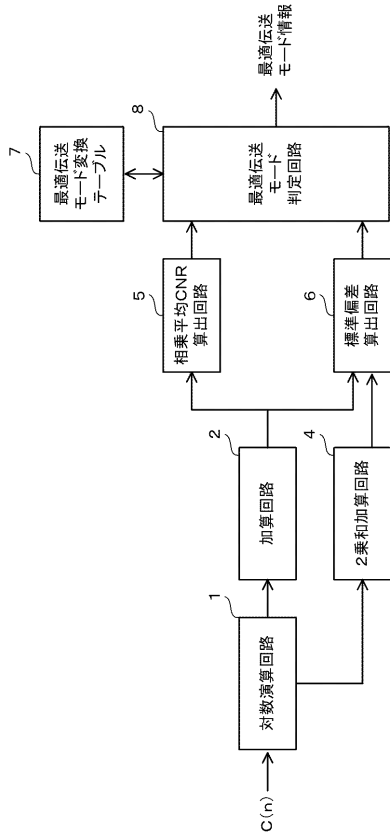 C(n)
1
対数演算回路
2
加算回路
4
2乗和加算回路
5
相乗平均CNR
算出回路
6
標準偏差
算出回路
7
最適伝送
モード変換
テーブル
8
最適伝送
モード
判定回路
最適伝送
モード情報